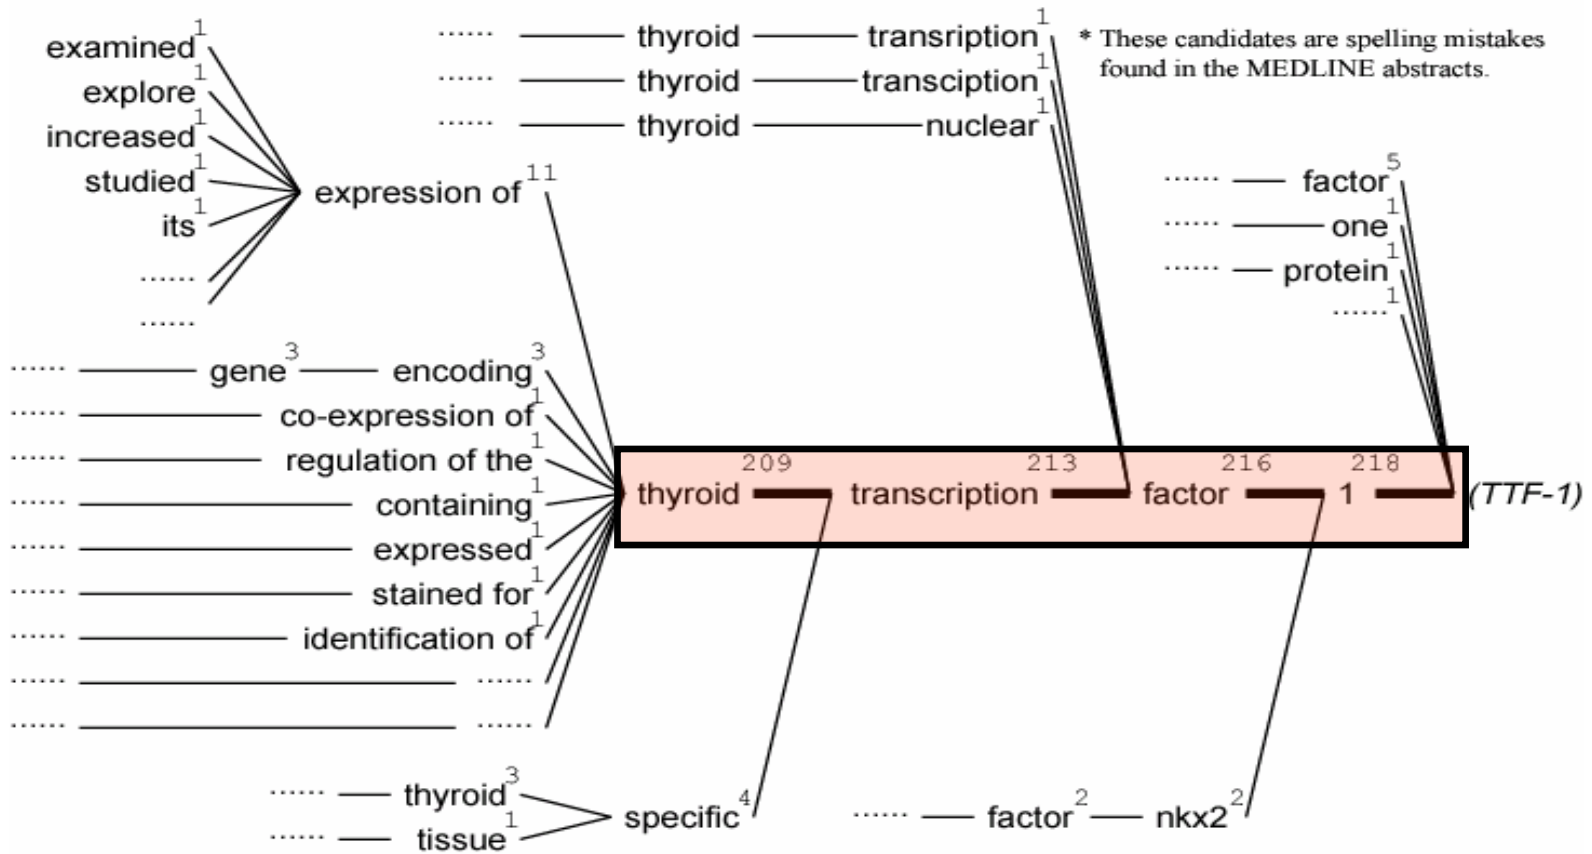 examined 1
explore 1
increased 1
studied 1
its 1
......
......
expression of 11
...... thyroid transription 1
...... thyroid transciption 1
...... thyroid nuclear 1
* These candidates are spelling mistakes
found in the MEDLINE abstracts.
...... factor 5
...... one 1
...... protein 1
...... 1
...... gene 3 encoding 3
...... co-expression of 1
...... regulation of the 1
...... containing 1
...... expressed 1
...... stained for 1
...... identification of 1
...... ......
...... ......
thyroid 209 transcription 213 factor 216 1 218 (TTF-1)
...... thyroid 3
...... tissue 1
specific 4
...... factor 2 nkx2 2